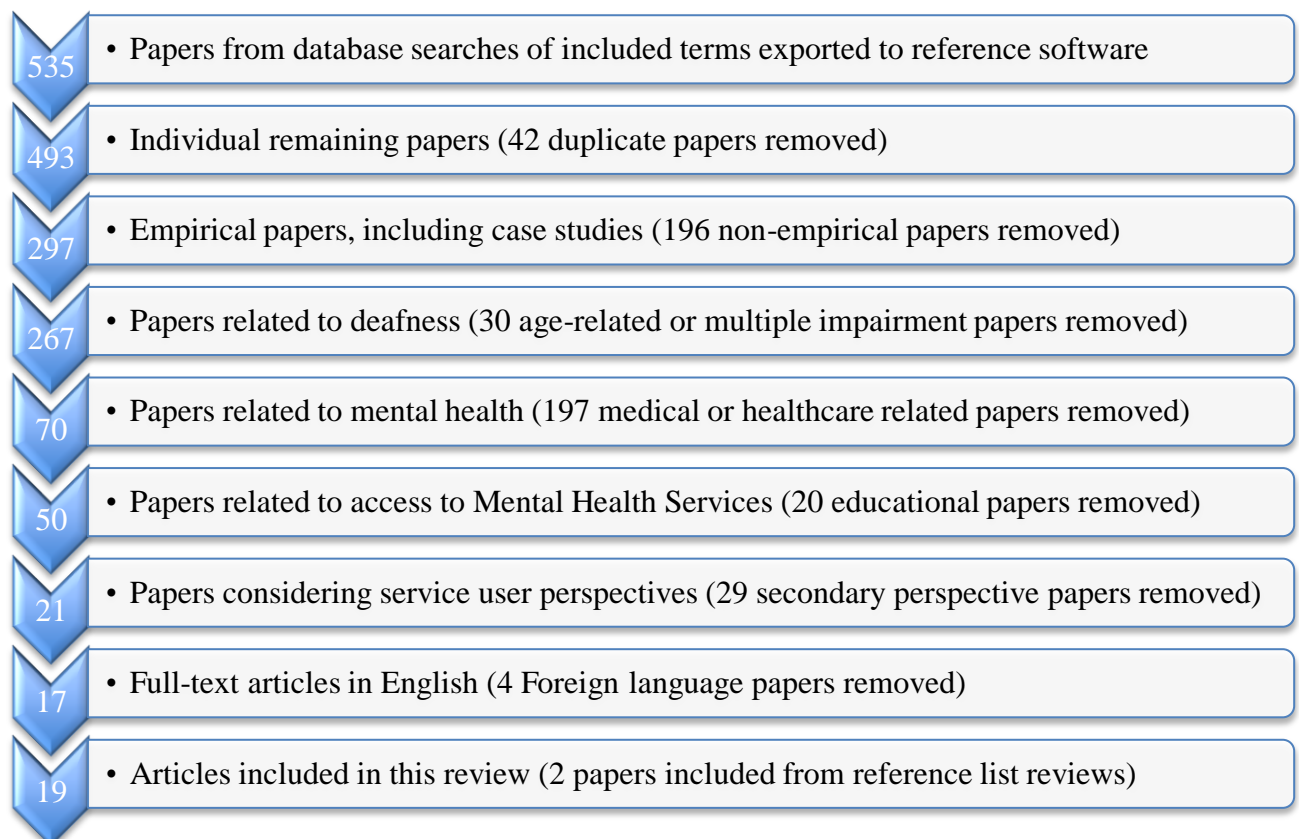 535
• Papers from database searches of included terms exported to reference software
493
• Individual remaining papers (42 duplicate papers removed)
297
• Empirical papers, including case studies (196 non-empirical papers removed)
267
• Papers related to deafness (30 age-related or multiple impairment papers removed)
70
• Papers related to mental health (197 medical or healthcare related papers removed)
50
• Papers related to access to Mental Health Services (20 educational papers removed)
21
• Papers considering service user perspectives (29 secondary perspective papers removed)
17
• Full-text articles in English (4 Foreign language papers removed)
19
• Articles included in this review (2 papers included from reference list reviews)